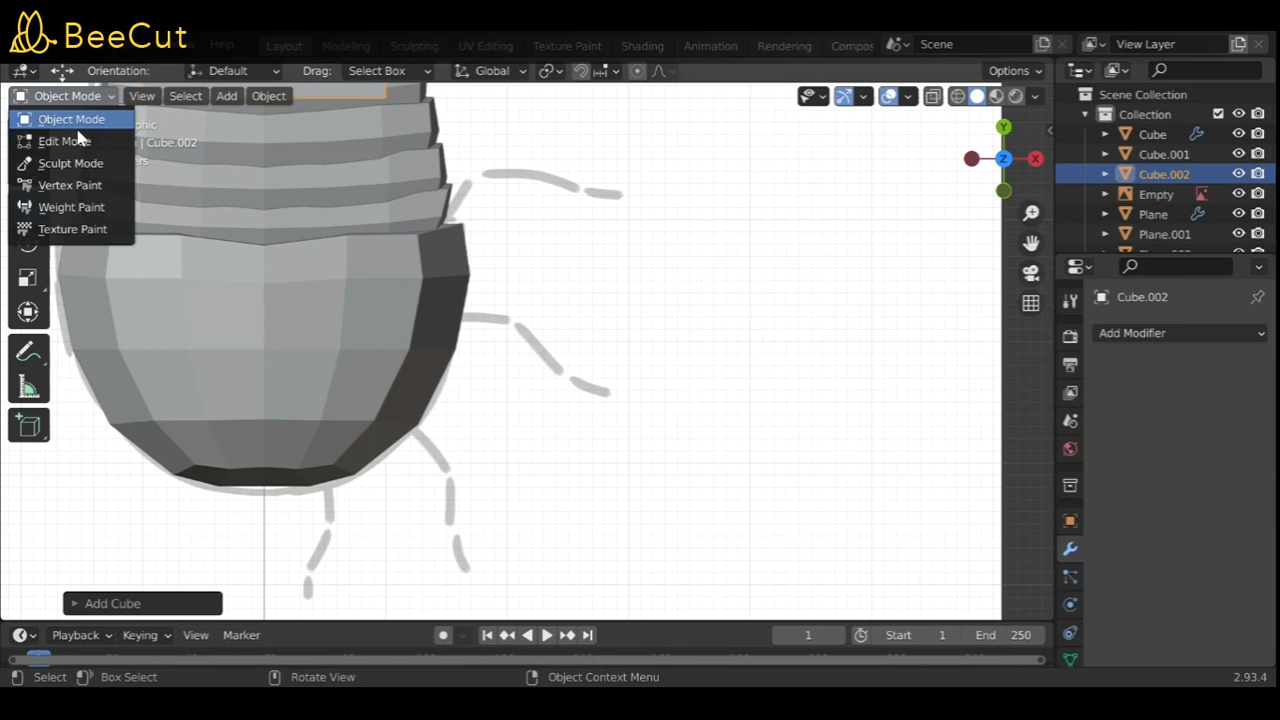 BeeCut
Help
Layout Modeling Sculpting UV Editing Texture Paint Shading Animation Rendering Compos
Scene
View Layer
Orientation: Default Drag: Select Box Global Options
Object Mode View Select Add Object
Object Mode
Edit Mode
Sculpt Mode
Vertex Paint
Weight Paint
Texture Paint
phic
| Cube.002
ers
Y
Z X
Scene Collection
Collection
Cube
Cube.001
Cube.002
Empty
Plane
Plane.001
Cube.002
Add Modifier
Add Cube
Playback Keying View Marker 1 Start 1 End 250
Select Box Select Rotate View Object Context Menu 2.93.4